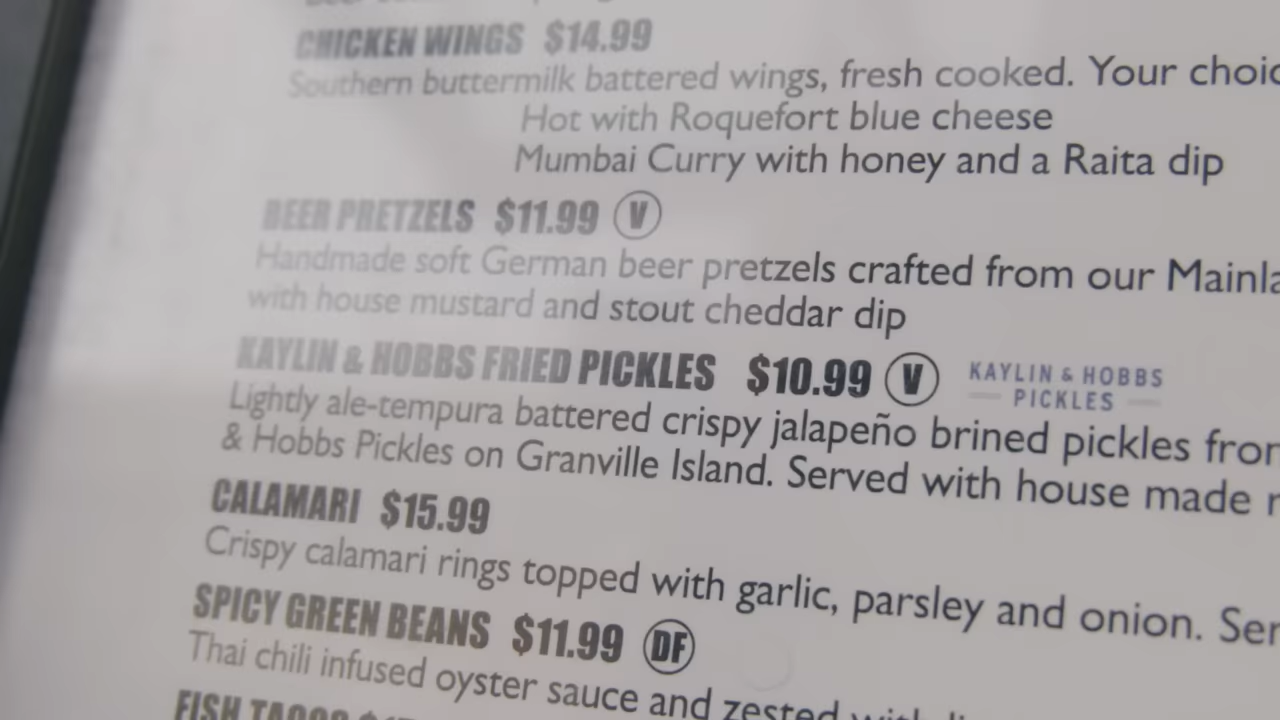 CHICKEN WINGS $14.99
Southern buttermilk battered wings, fresh cooked. Your
Hot with Roquefort blue cheese
Mumbai Curry with honey and a Raita dip
BEER PRETZELS $11.99 V
Handmade soft German beer pretzels crafted from our
with house mustard and stout cheddar dip
KAYLIN & HOBBS FRIED PICKLES $10.99 V KAYLIN & HOBBS
PICKLES
Lightly ale-tempura battered crispy jalapeño brined pickles
& Hobbs Pickles on Granville Island. Served with house made
CALAMARI $15.99
Crispy calamari rings topped with garlic, parsley and onion.
SPICY GREEN BEANS $11.99 DF
Thai chili infused oyster sauce and zested with
FISH TACOS